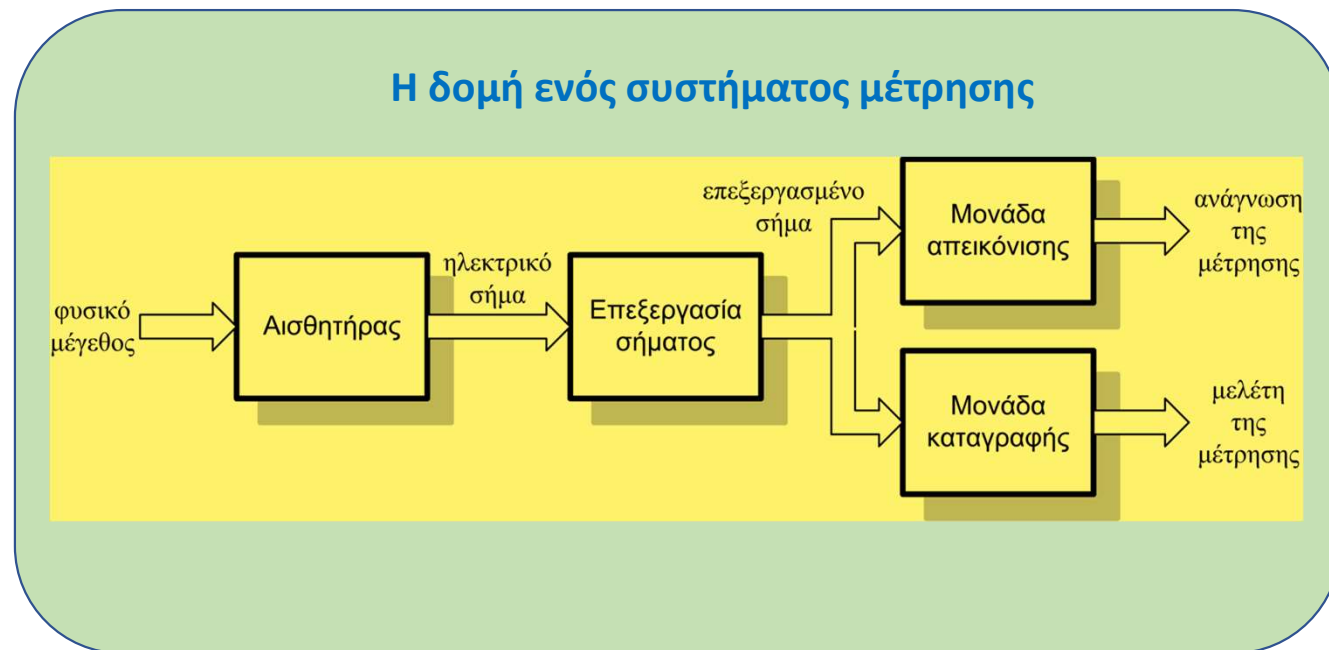 Η δομή ενός συστήματος μέτρησης
φυσικό
μέγεθος
Αισθητήρας
ηλεκτρικό
σήμα
Επεξεργασία
σήματος
επεξεργασμένο
σήμα
Μονάδα
απεικόνισης
ανάγνωση
της
μέτρησης
Μονάδα
καταγραφής
μελέτη
της
μέτρησης